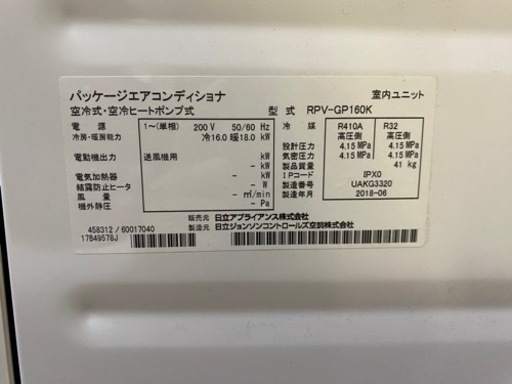 パッケージエアコンディショナ 室内ユニット
空冷式・空冷ヒートポンプ式 型式 RPV-GP160K
電源 1〜(単相) 200 V 50/60 Hz 冷媒 R410A R32
冷房・暖房能力 冷16.0 暖18.0 kW 高圧側 高圧側
設計圧力 4.15 MPa 4.15 MPa
電動機出力 送風機用 － kW 気密圧力 4.15 MPa 4.15 MPa
－ kW 製品質量 41 kg
電気加熱器 － kW IPコード IPX0
結露防止ヒータ － W 製造番号 UAKG3320
風量 － ㎥/min 製造年月 2018-06
機外静圧 － Pa
販売元 日立アプライアンス株式会社
458312 / 60017040 製造元 日立ジョンソンコントロールズ空調株式会社
17B49578J